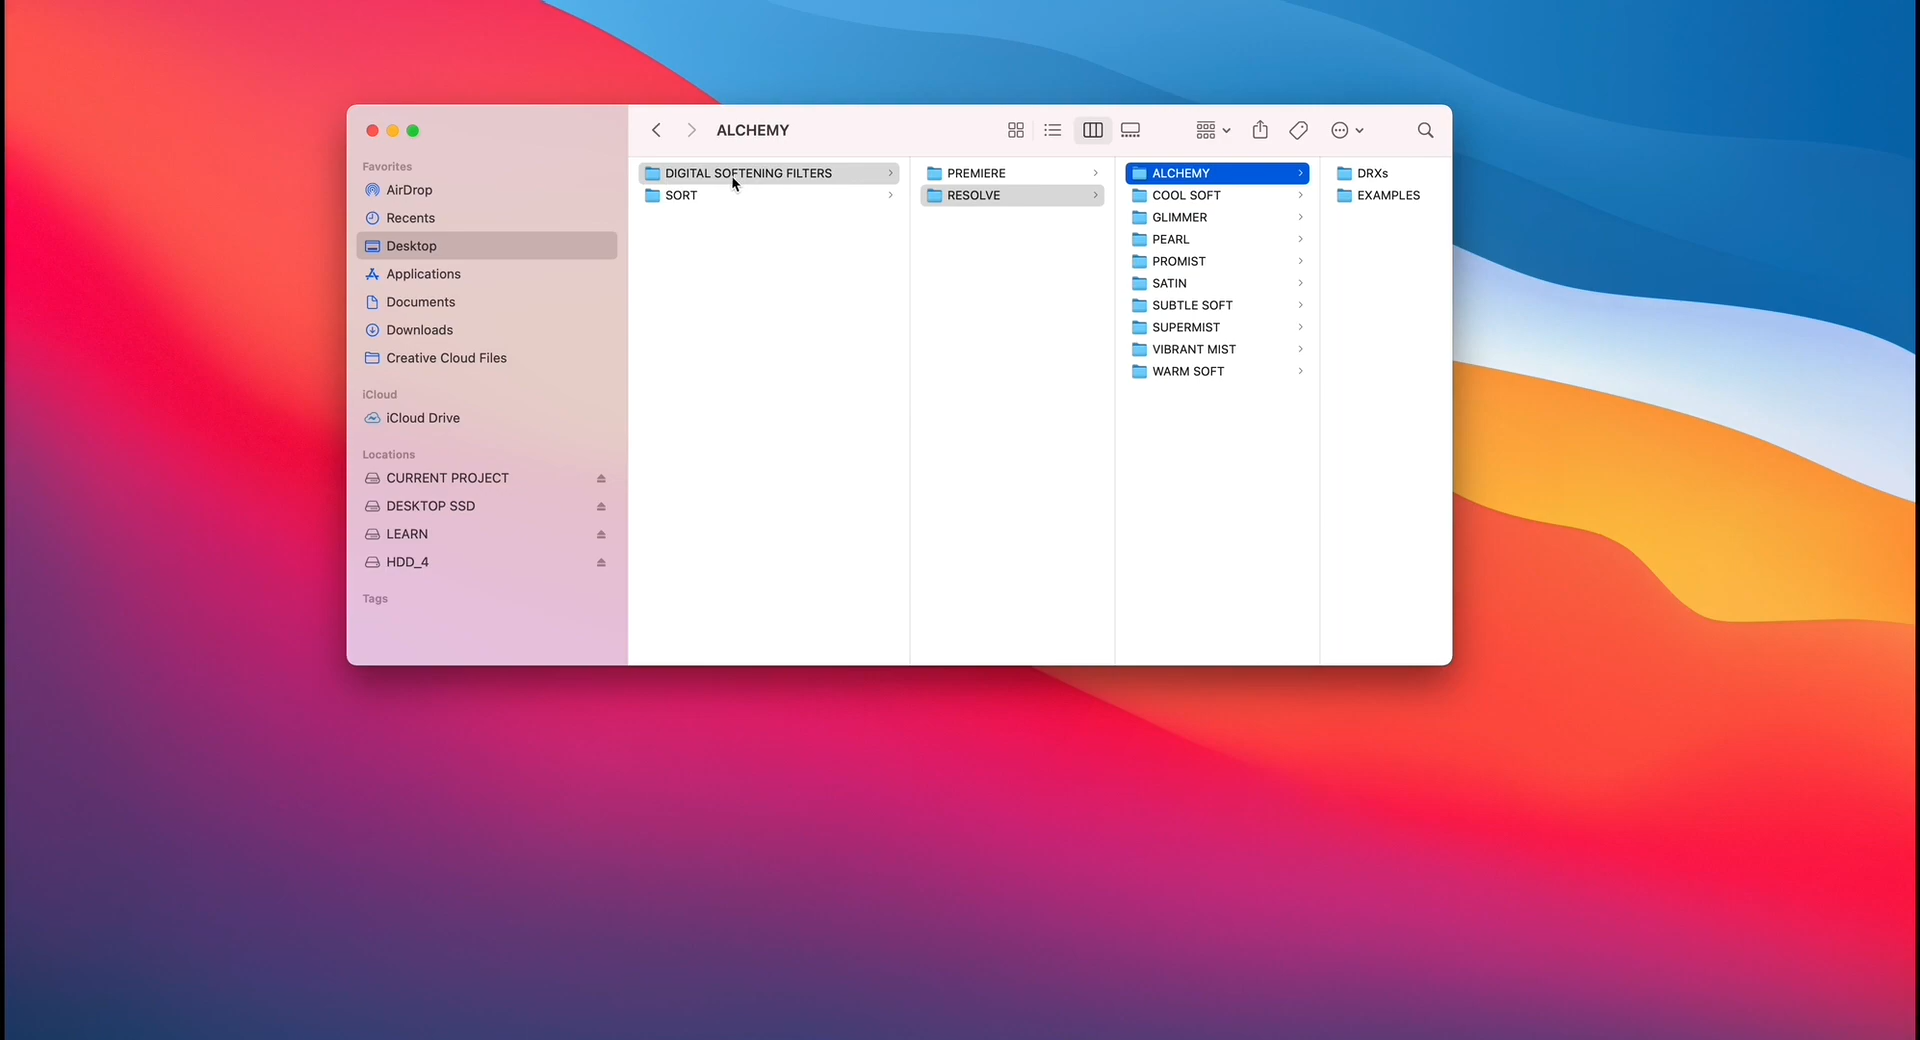 ALCHEMY
Favorites
AirDrop
Recents
Desktop
Applications
Documents
Downloads
Creative Cloud Files
iCloud
iCloud Drive
Locations
CURRENT PROJECT
DESKTOP SSD
LEARN
HDD_4
Tags
DIGITAL SOFTENING FILTERS
SORT
PREMIERE
RESOLVE
ALCHEMY
COOL SOFT
GLIMMER
PEARL
PROMIST
SATIN
SUBTLE SOFT
SUPERMIST
VIBRANT MIST
WARM SOFT
DRXs
EXAMPLES